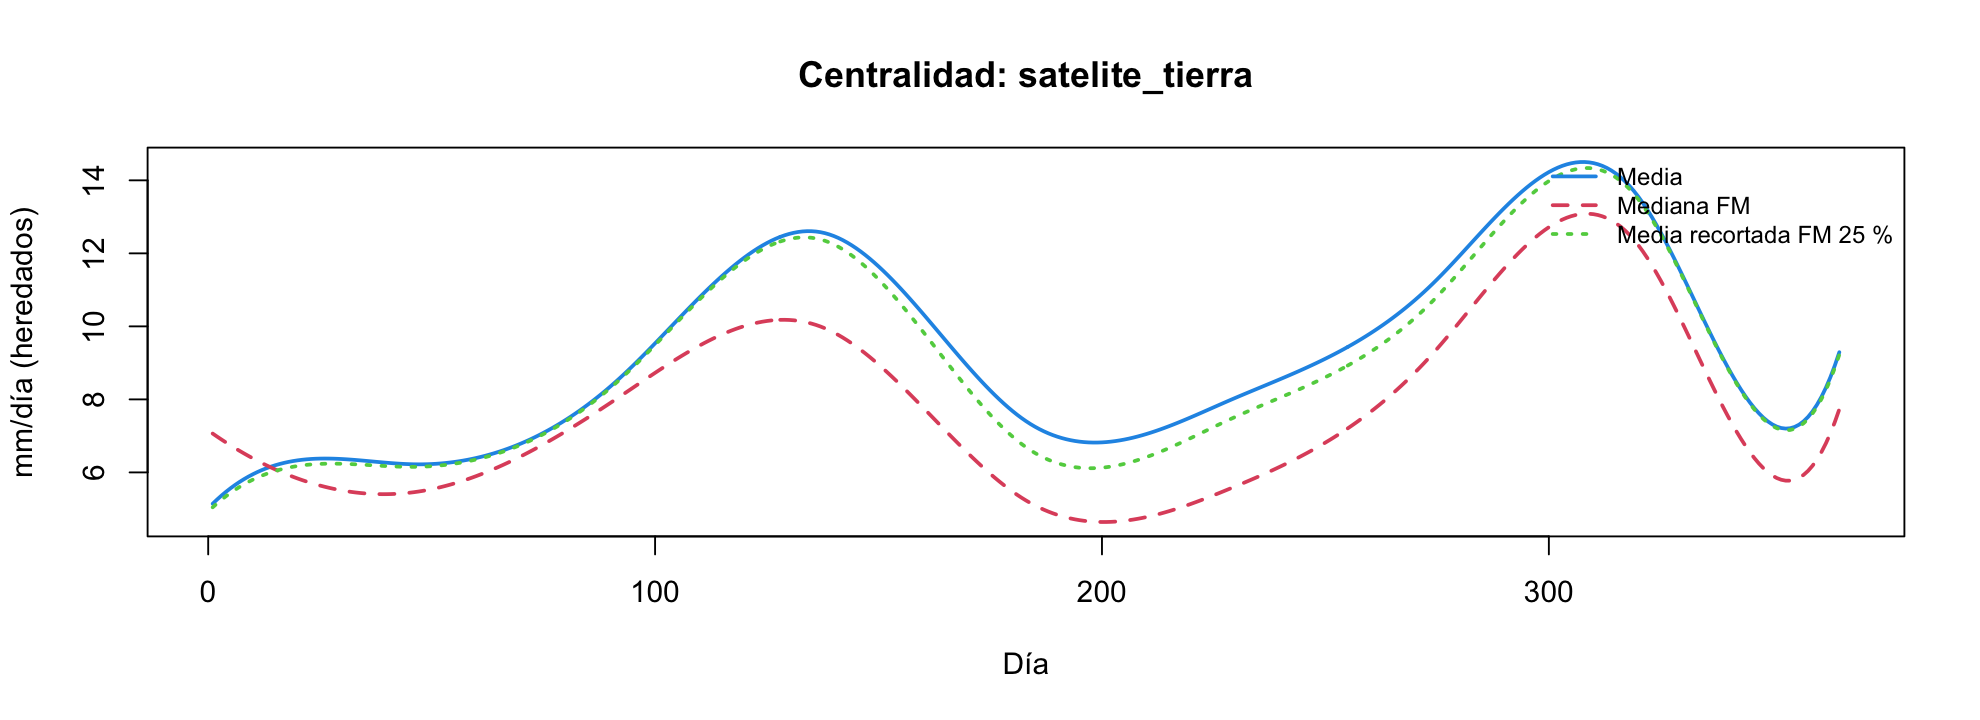 Centralidad: satelite_tierra
mm/día (heredados)
14
12
10
8
6
Media
Mediana FM
Media recortada FM 25 %
0 100 200 300
Día